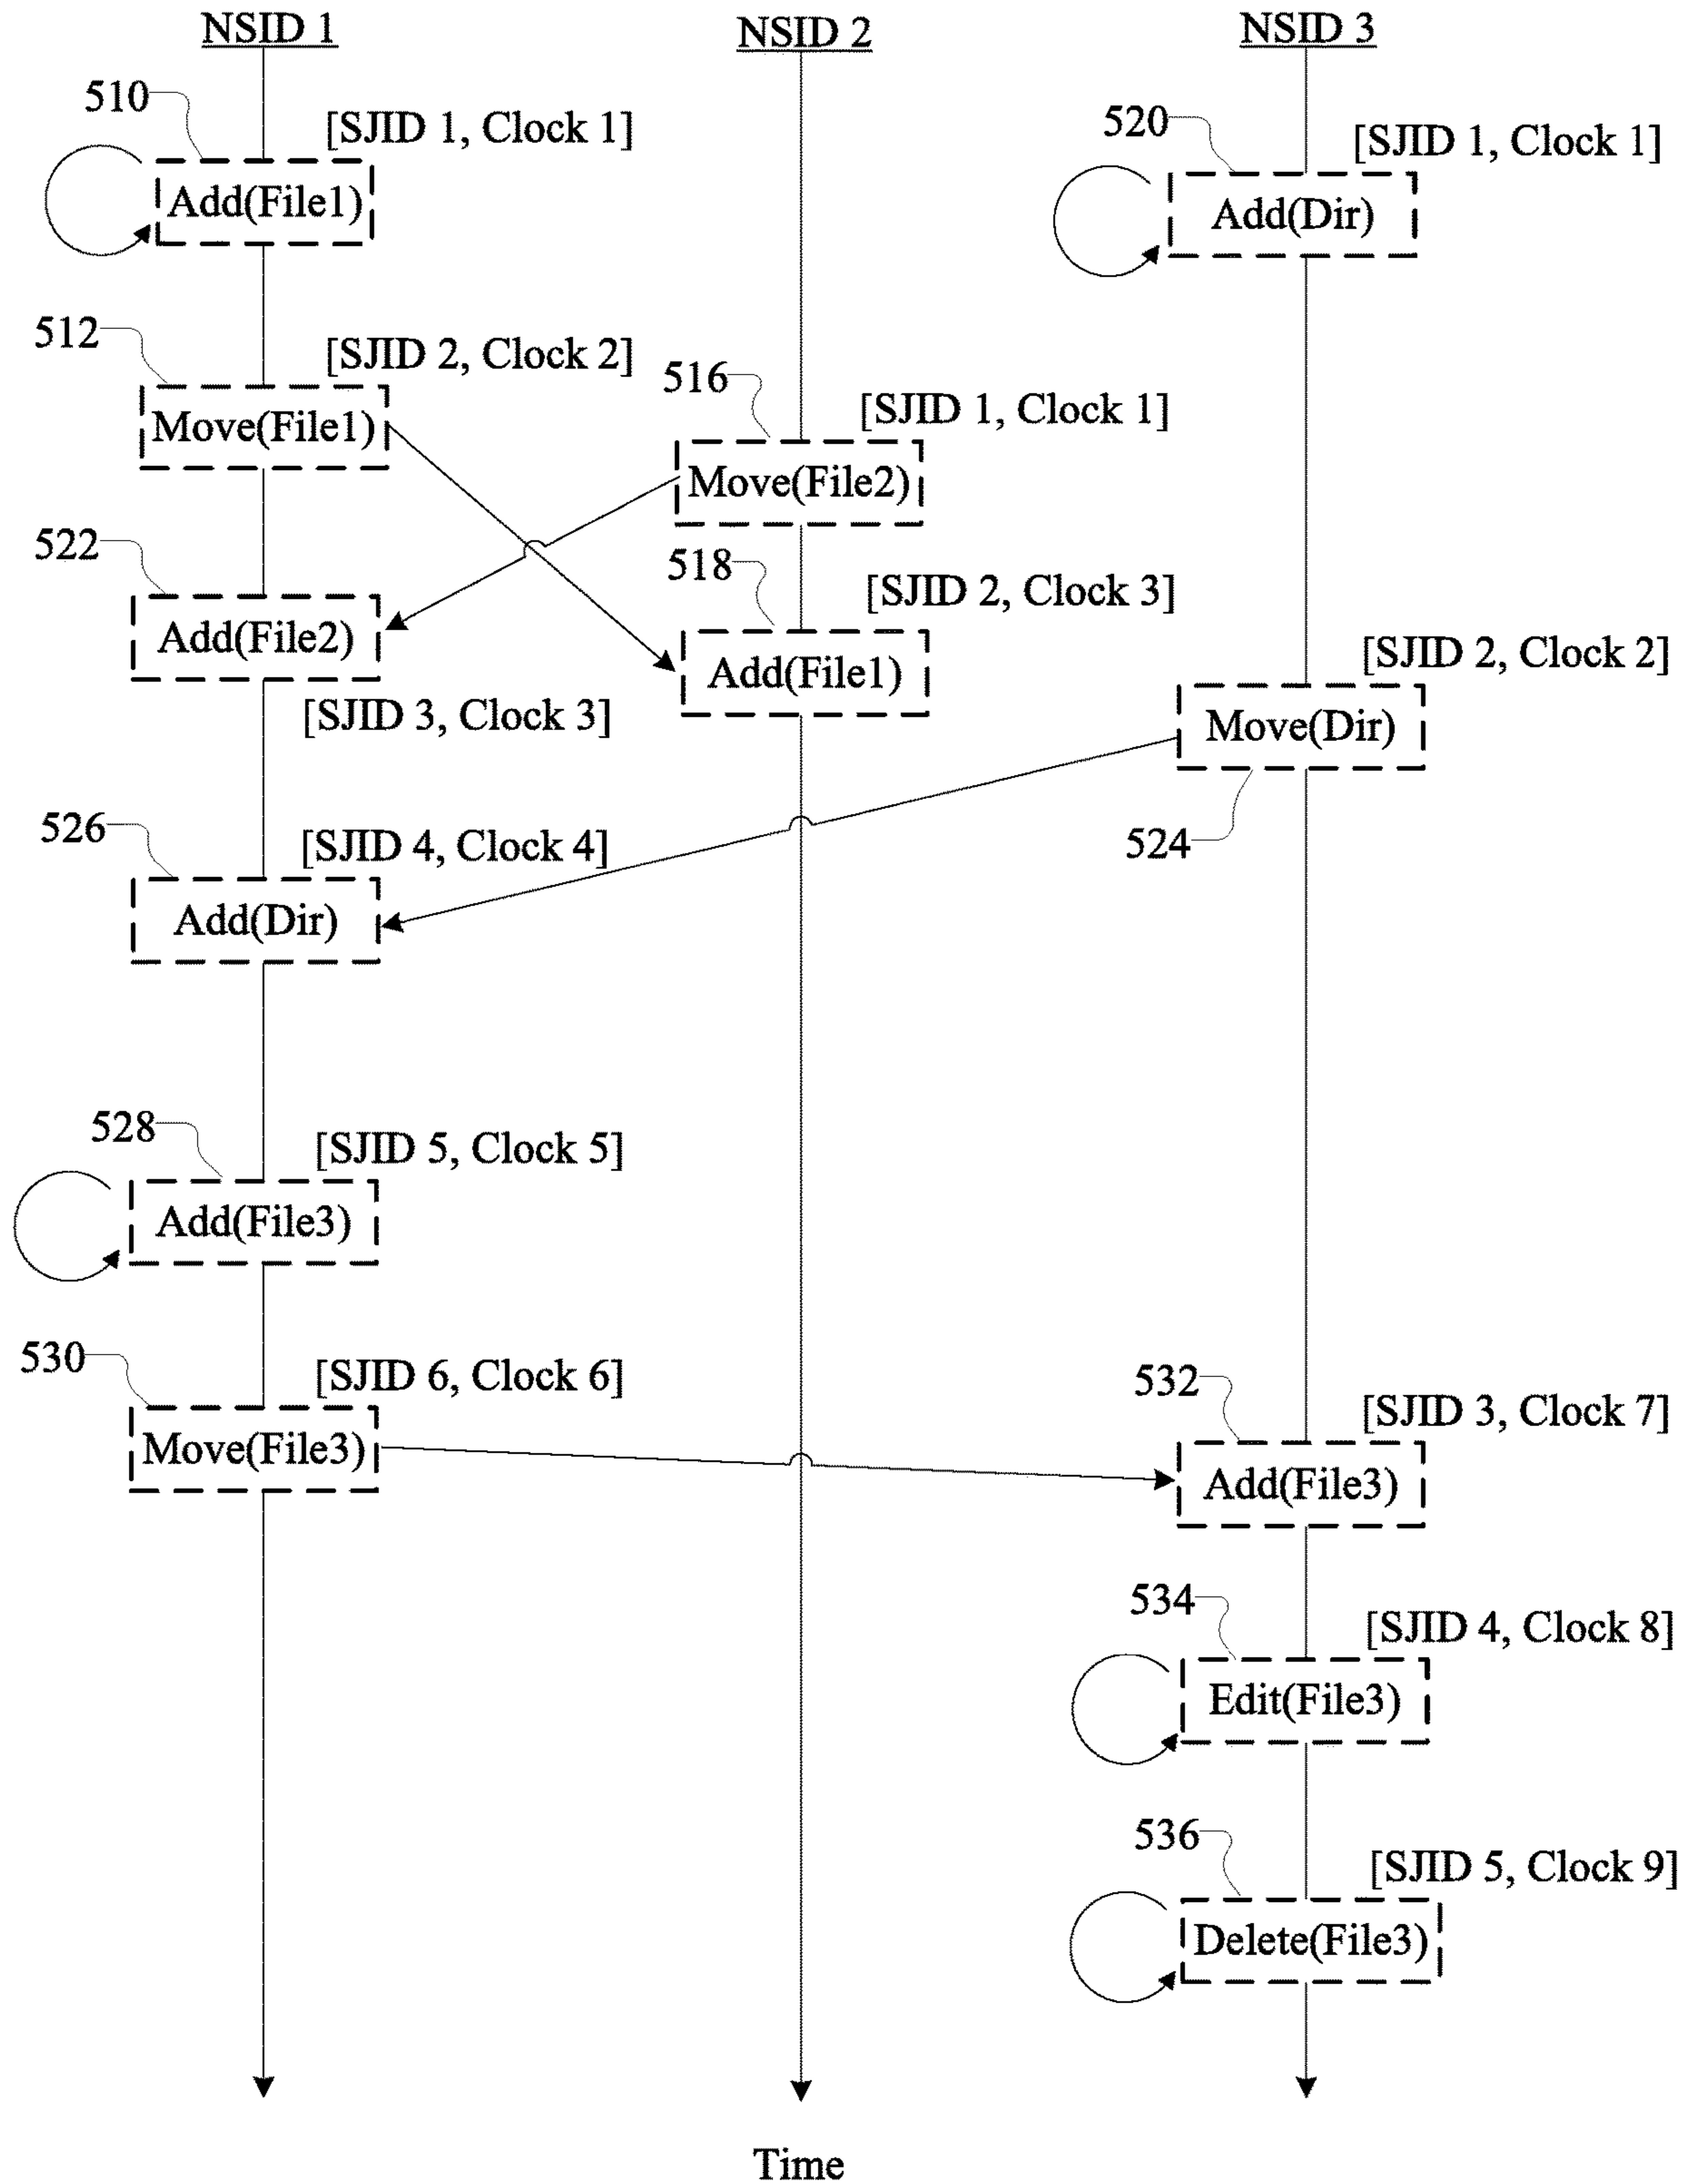 NSID 1
NSID 2
NSID 3
510
[SJID 1, Clock 1]
Add(File1)
520
[SJID 1, Clock 1]
Add(Dir)
512
[SJID 2, Clock 2]
Move(File1)
516
[SJID 1, Clock 1]
Move(File2)
522
Add(File2)
[SJID 3, Clock 3]
518
[SJID 2, Clock 3]
Add(File1)
[SJID 2, Clock 2]
Move(Dir)
524
526
[SJID 4, Clock 4]
Add(Dir)
528
[SJID 5, Clock 5]
Add(File3)
530
[SJID 6, Clock 6]
Move(File3)
532
[SJID 3, Clock 7]
Add(File3)
534
[SJID 4, Clock 8]
Edit(File3)
536
[SJID 5, Clock 9]
Delete(File3)
Time